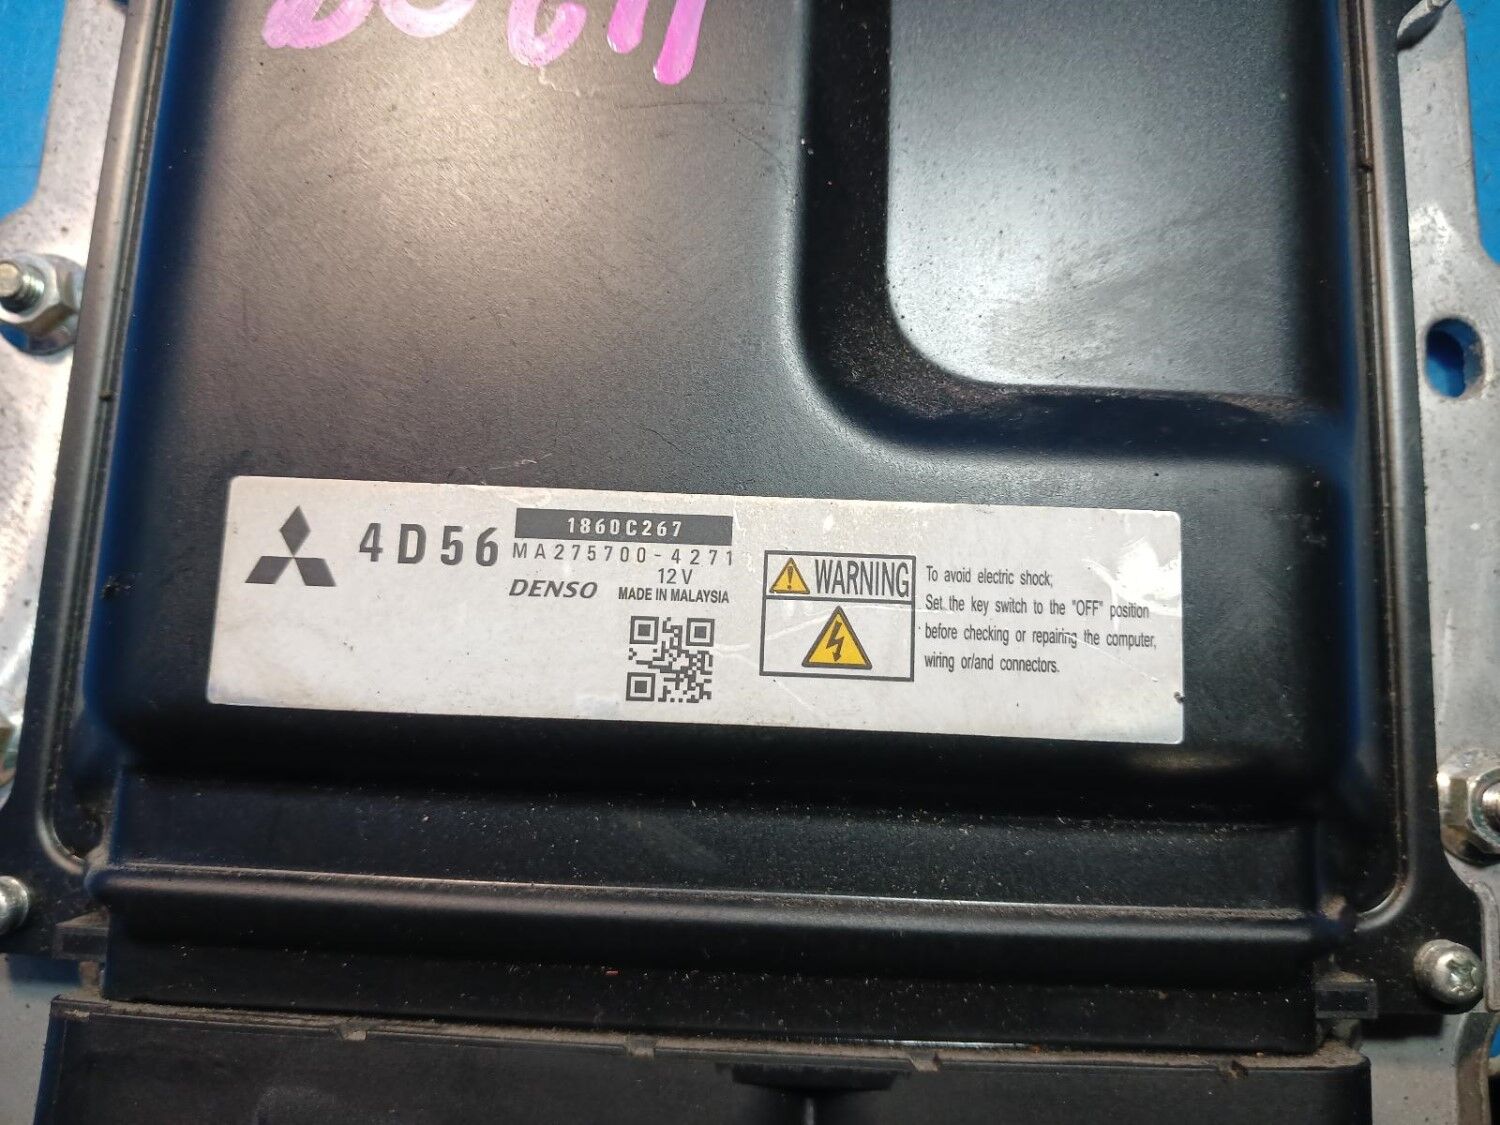 4D56
1860C267
MA275700-4271
12V
DENSO MADE IN MALAYSIA
WARNING
To avoid electric shock;
Set the key switch to the "OFF" position
before checking or repairing the computer,
wiring or/and connectors.